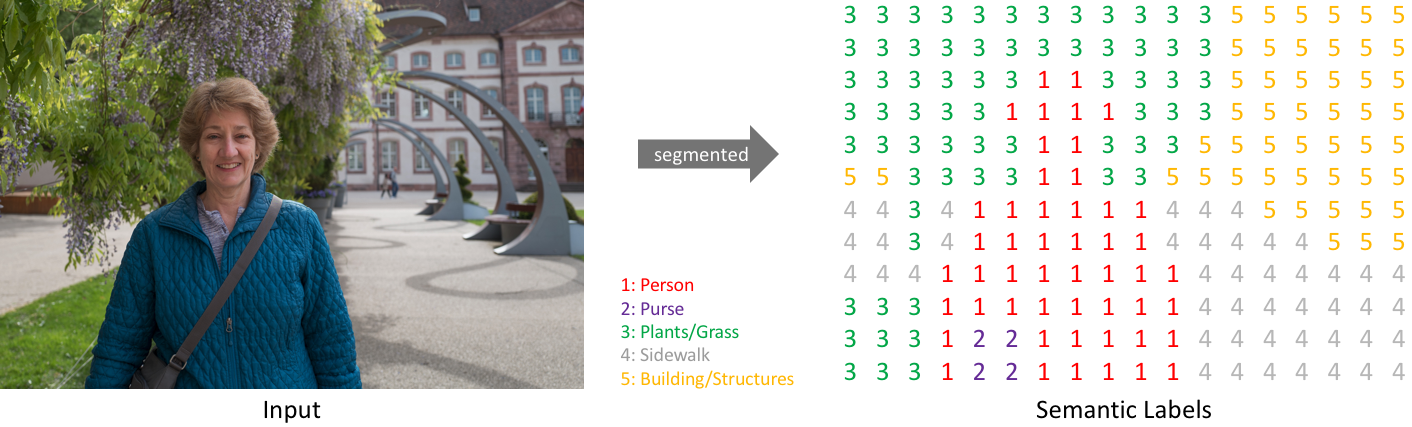 3 3 3 3 3 3 3 3 3 3 3 3 5 5 5 5 5 5
3 3 3 3 3 3 3 3 3 3 3 3 5 5 5 5 5 5
3 3 3 3 3 3 1 1 3 3 3 3 5 5 5 5 5 5
3 3 3 3 3 1 1 1 1 3 3 3 5 5 5 5 5 5
3 3 3 3 3 3 1 1 3 3 3 5 5 5 5 5 5 5
5 5 3 3 3 3 1 1 3 3 5 5 5 5 5 5 5 5
4 4 3 4 1 1 1 1 1 1 4 4 4 5 5 5 5 5
4 4 3 4 1 1 1 1 1 1 4 4 4 4 4 5 5 5
4 4 4 1 1 1 1 1 1 1 1 4 4 4 4 4 4 4
3 3 3 1 1 1 1 1 1 1 1 4 4 4 4 4 4 4
3 3 3 1 2 2 1 1 1 1 1 4 4 4 4 4 4 4
3 3 3 1 2 2 1 1 1 1 1 4 4 4 4 4 4 4
segmented
1: Person
2: Purse
3: Plants/Grass
4: Sidewalk
5: Building/Structures
Input
Semantic Labels